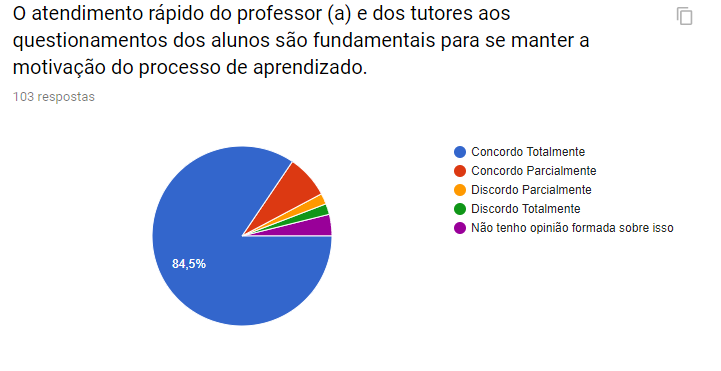 O atendimento rápido do professor (a) e dos tutores aos
questionamentos dos alunos são fundamentais para se manter a
motivação do processo de aprendizado.
103 respostas
84,5%
Concordo Totalmente
Concordo Parcialmente
Discordo Parcialmente
Discordo Totalmente
Não tenho opinião formada sobre isso